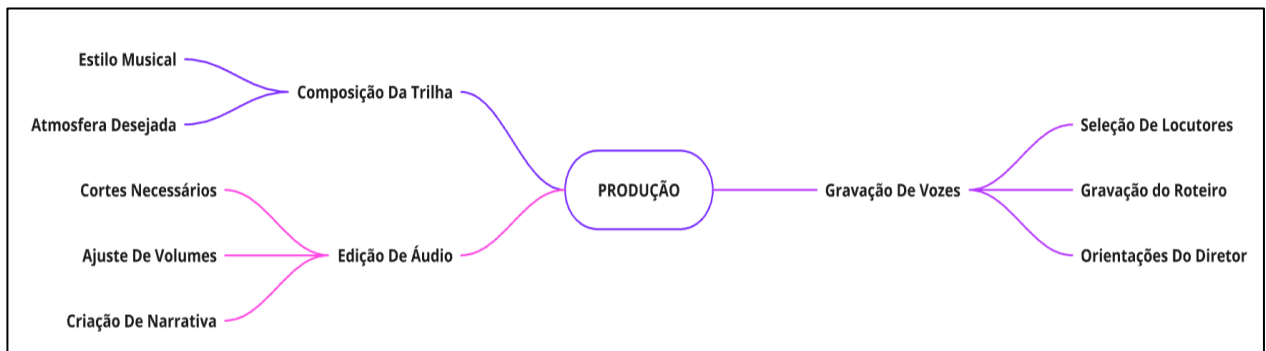 Estilo Musical
Atmosfera Desejada
Composição Da Trilha
Cortes Necessários
Ajuste De Volumes
Criação De Narrativa
Edição De Áudio
PRODUÇÃO
Gravação De Vozes
Seleção De Locutores
Gravação do Roteiro
Orientações Do Diretor